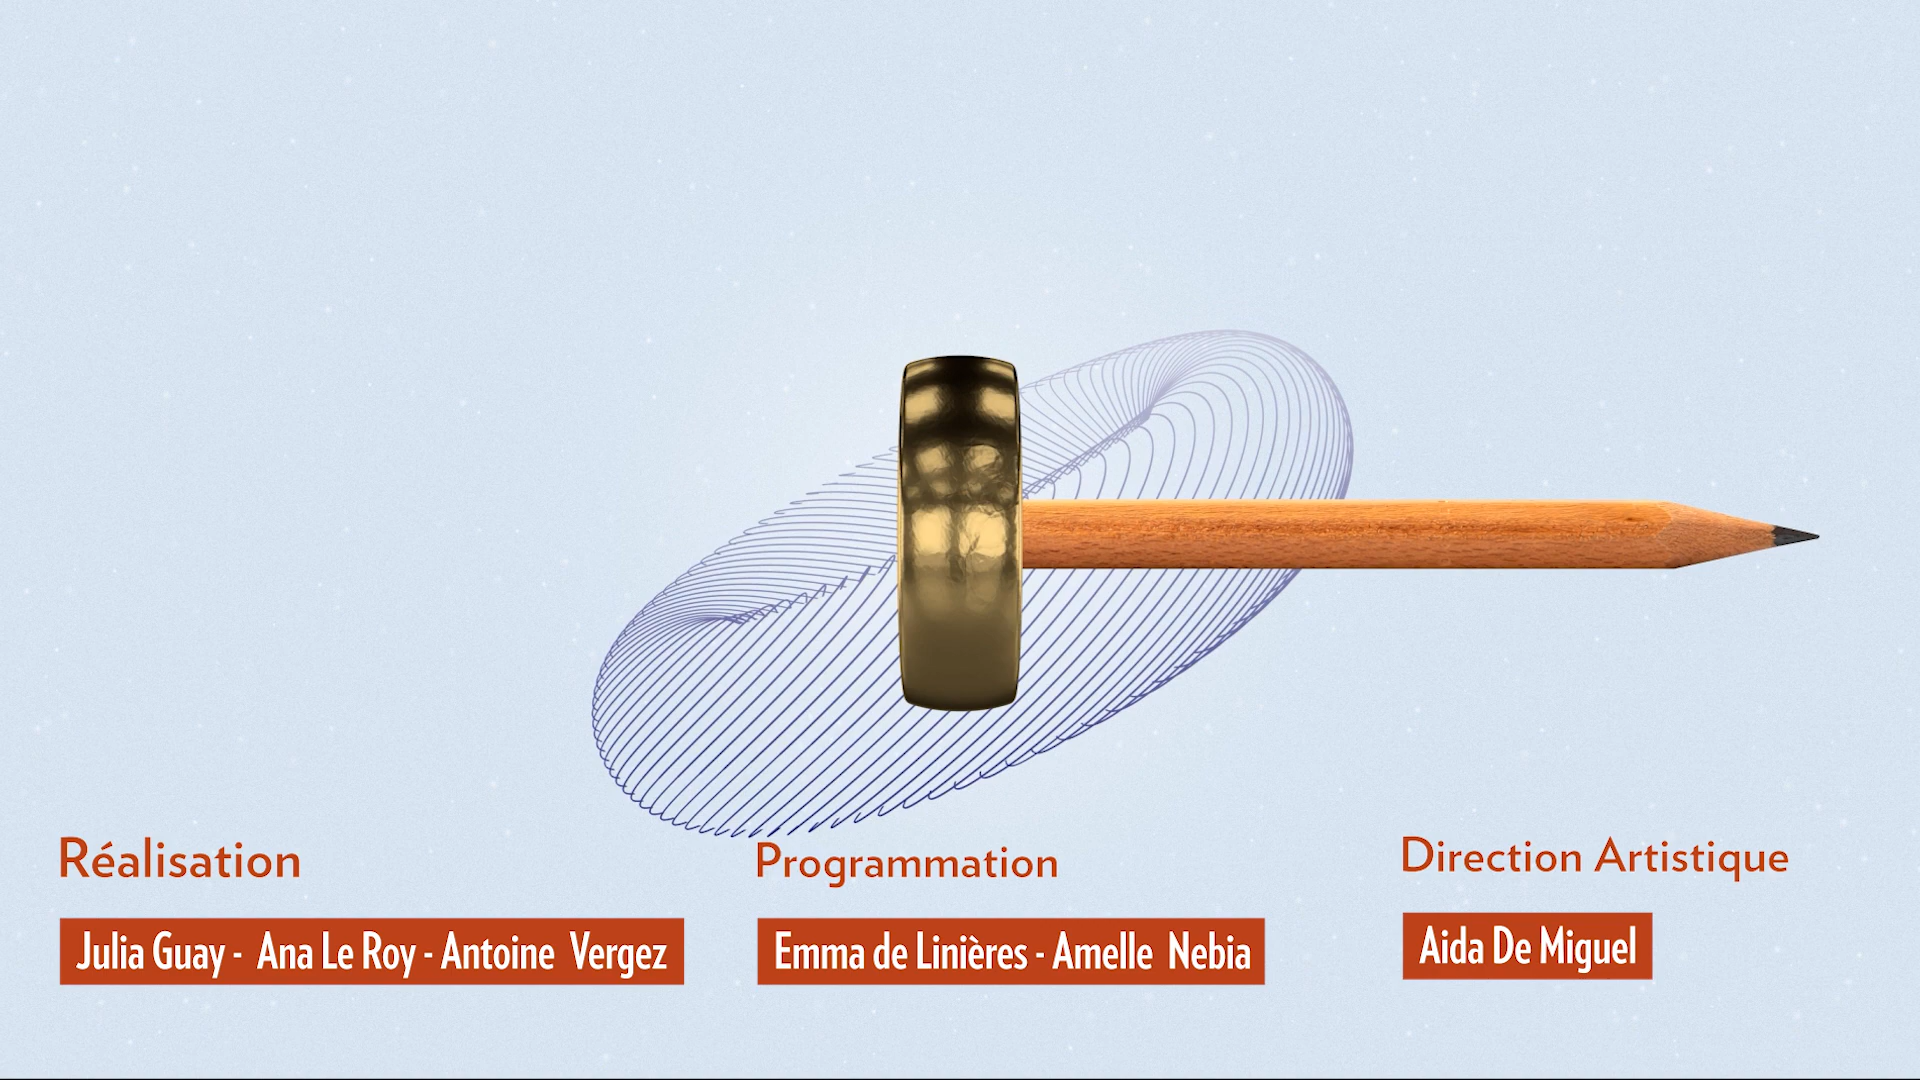 Réalisation
Julia Guay - Ana Le Roy - Antoine Vergez
Programmation
Emma de Linières - Amelle Nebia
Direction Artistique
Aida De Miguel